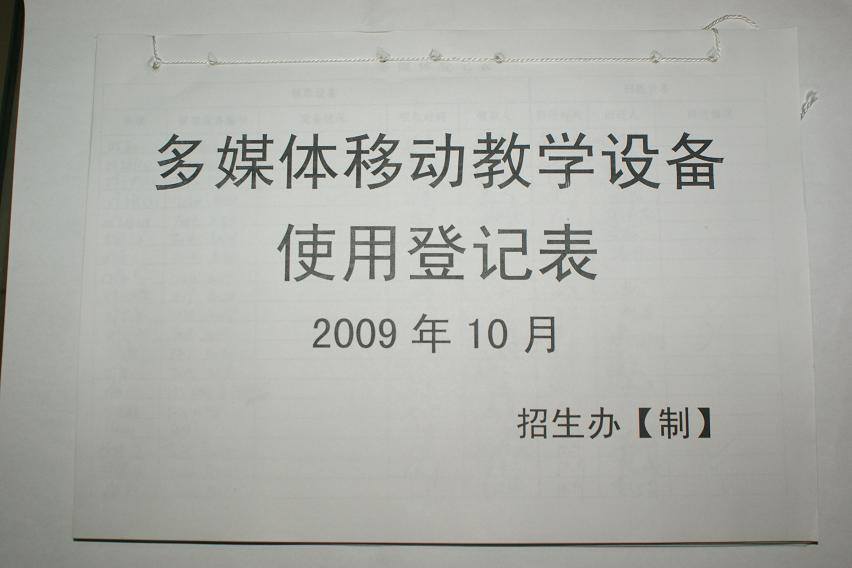 多媒体移动教学设备
使用登记表
2009 年 10 月
招生办【制】